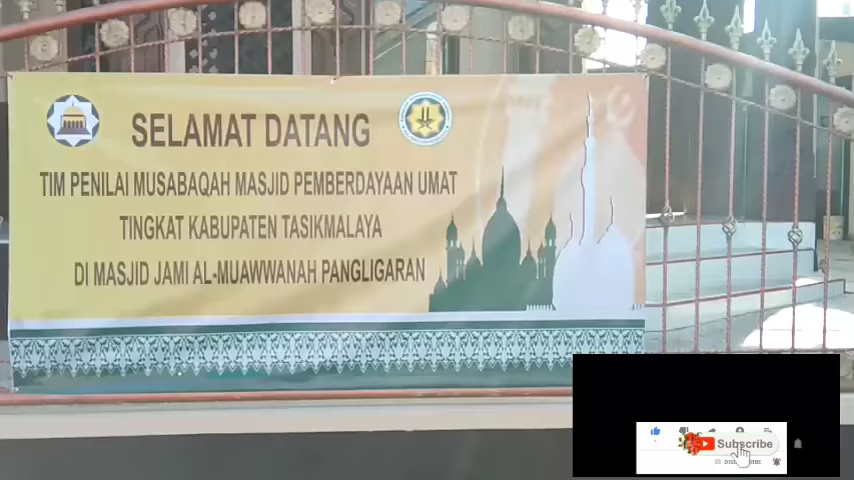 SELAMAT DATANG
TIM PENILAI MUSABAQAH MASJID PEMBERDAYAAN UMAT
TINGKAT KABUPATEN TASIKMALAYA
DI MASJID JAMI AL-MUAWWANAH PANGLIGARAN
Subscribe